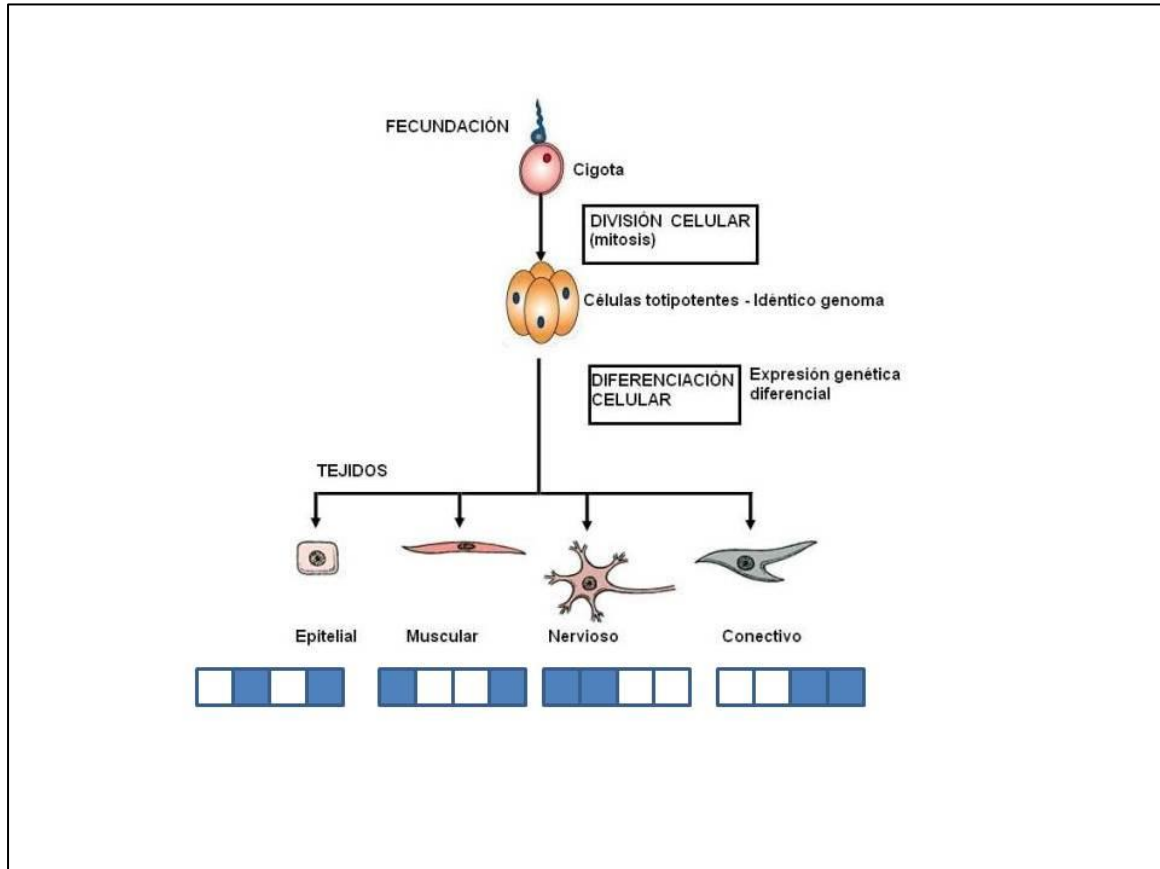 FECUNDACIÓN
Cigota
DIVISIÓN CELULAR
(mitosis)
Células totipotentes - Idéntico genoma
DIFERENCIACIÓN
CELULAR
Expresión genética
diferencial
TEJIDOS
Epitelial
Muscular
Nervioso
Conectivo